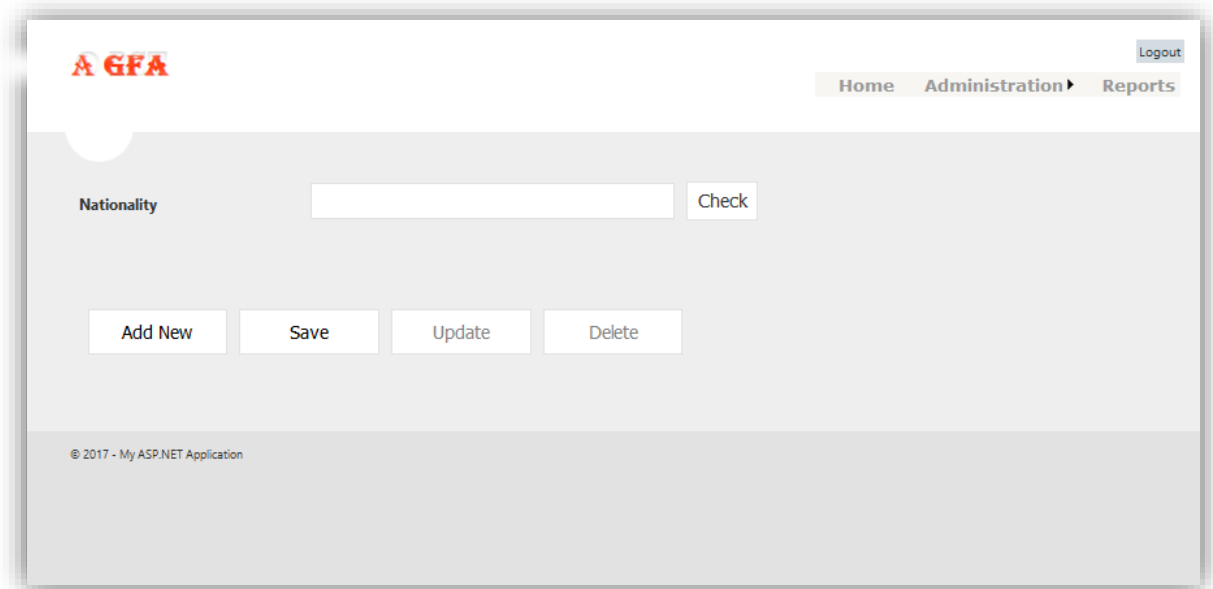 A GFA
Logout
Home Administration Reports
Nationality Check
Add New Save Update Delete
© 2017 - My ASP.NET Application